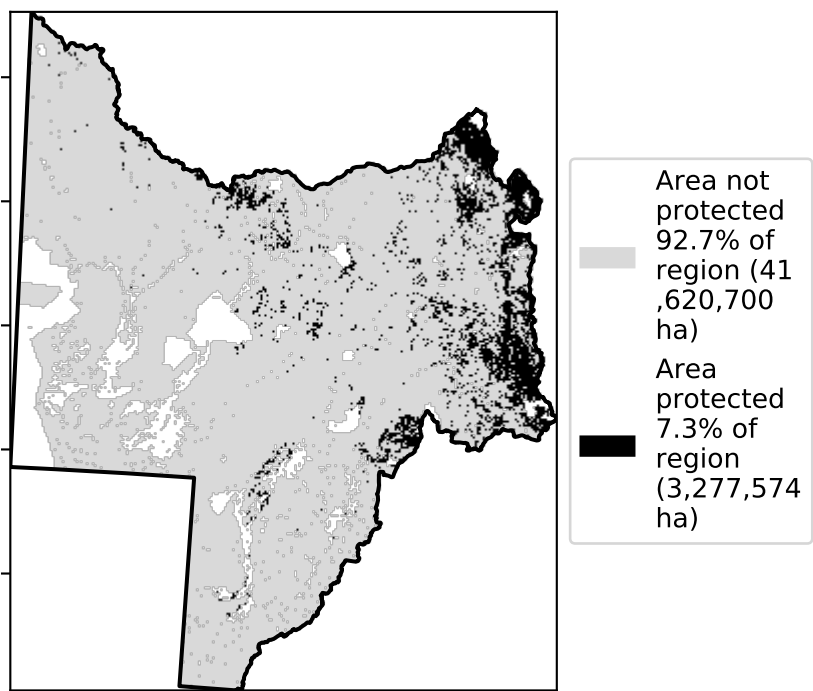 Area not
protected
92.7% of
region (41
,620,700
ha)
Area
protected
7.3% of
region
(3,277,574
ha)